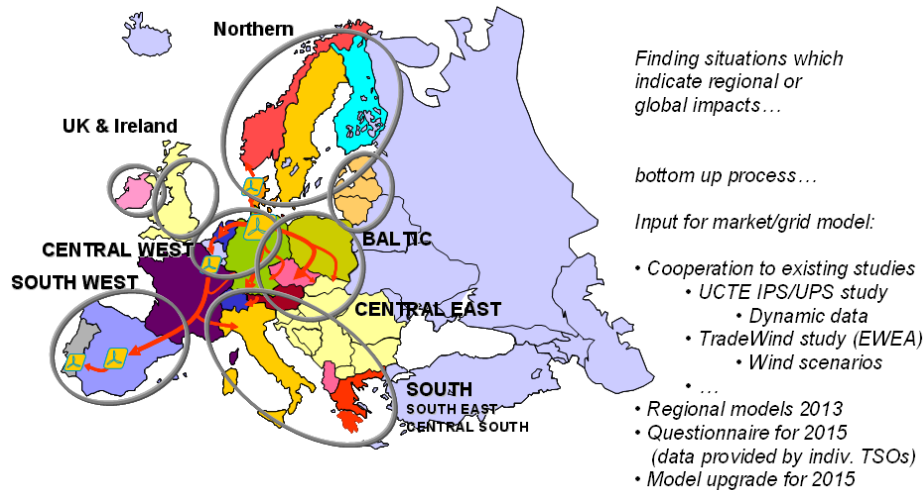 Northern
UK & Ireland
CENTRAL WEST
SOUTH WEST
BALTIC
CENTRAL EAST
SOUTH
SOUTH EAST
CENTRAL SOUTH
Finding situations which
indicate regional or
global impacts…
bottom up process…
Input for market/grid model:
• Cooperation to existing studies
• UCTE IPS/UPS study
• Dynamic data
• TradeWind study (EWEA)
• Wind scenarios
• …
• Regional models 2013
• Questionnaire for 2015
(data provided by indiv. TSOs)
• Model upgrade for 2015